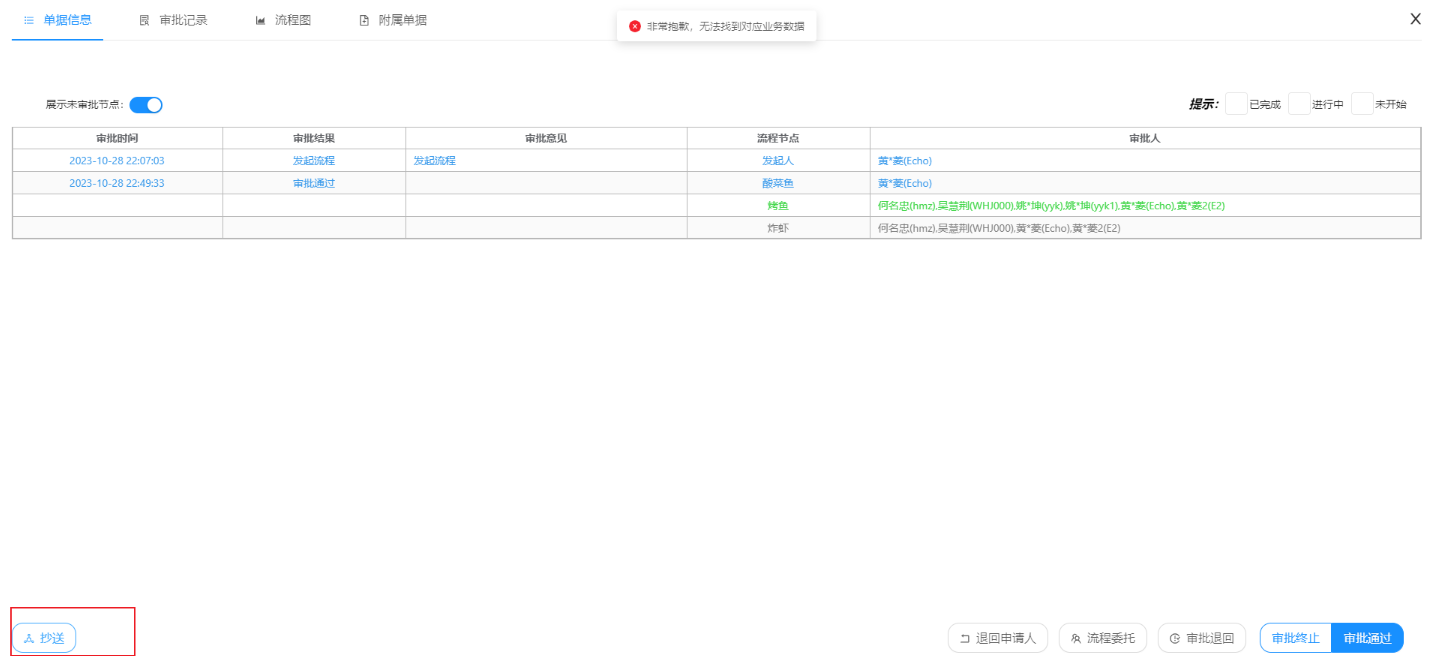 单据信息 审批记录 流程图 附属单据 非常抱歉，无法找到对应业务数据 X
展示未审批节点： 提示： 已完成 进行中 未开始
审批时间 审批结果 审批意见 流程节点 审批人
2023-10-28 22:07:03 发起流程 发起流程 发起人 黄*菱(Echo)
2023-10-28 22:49:33 审批通过 酸菜鱼 黄*菱(Echo)
烤鱼 何名忠(hmz),吴慧荆(WHJ000),姚*坤(yyk),姚*坤(yyk1),黄*菱(Echo),黄*菱2(E2)
炸虾 何名忠(hmz),吴慧荆(WHJ000),黄*菱(Echo),黄*菱2(E2)
抄送 退回申请人 流程委托 审批退回 审批终止 审批通过